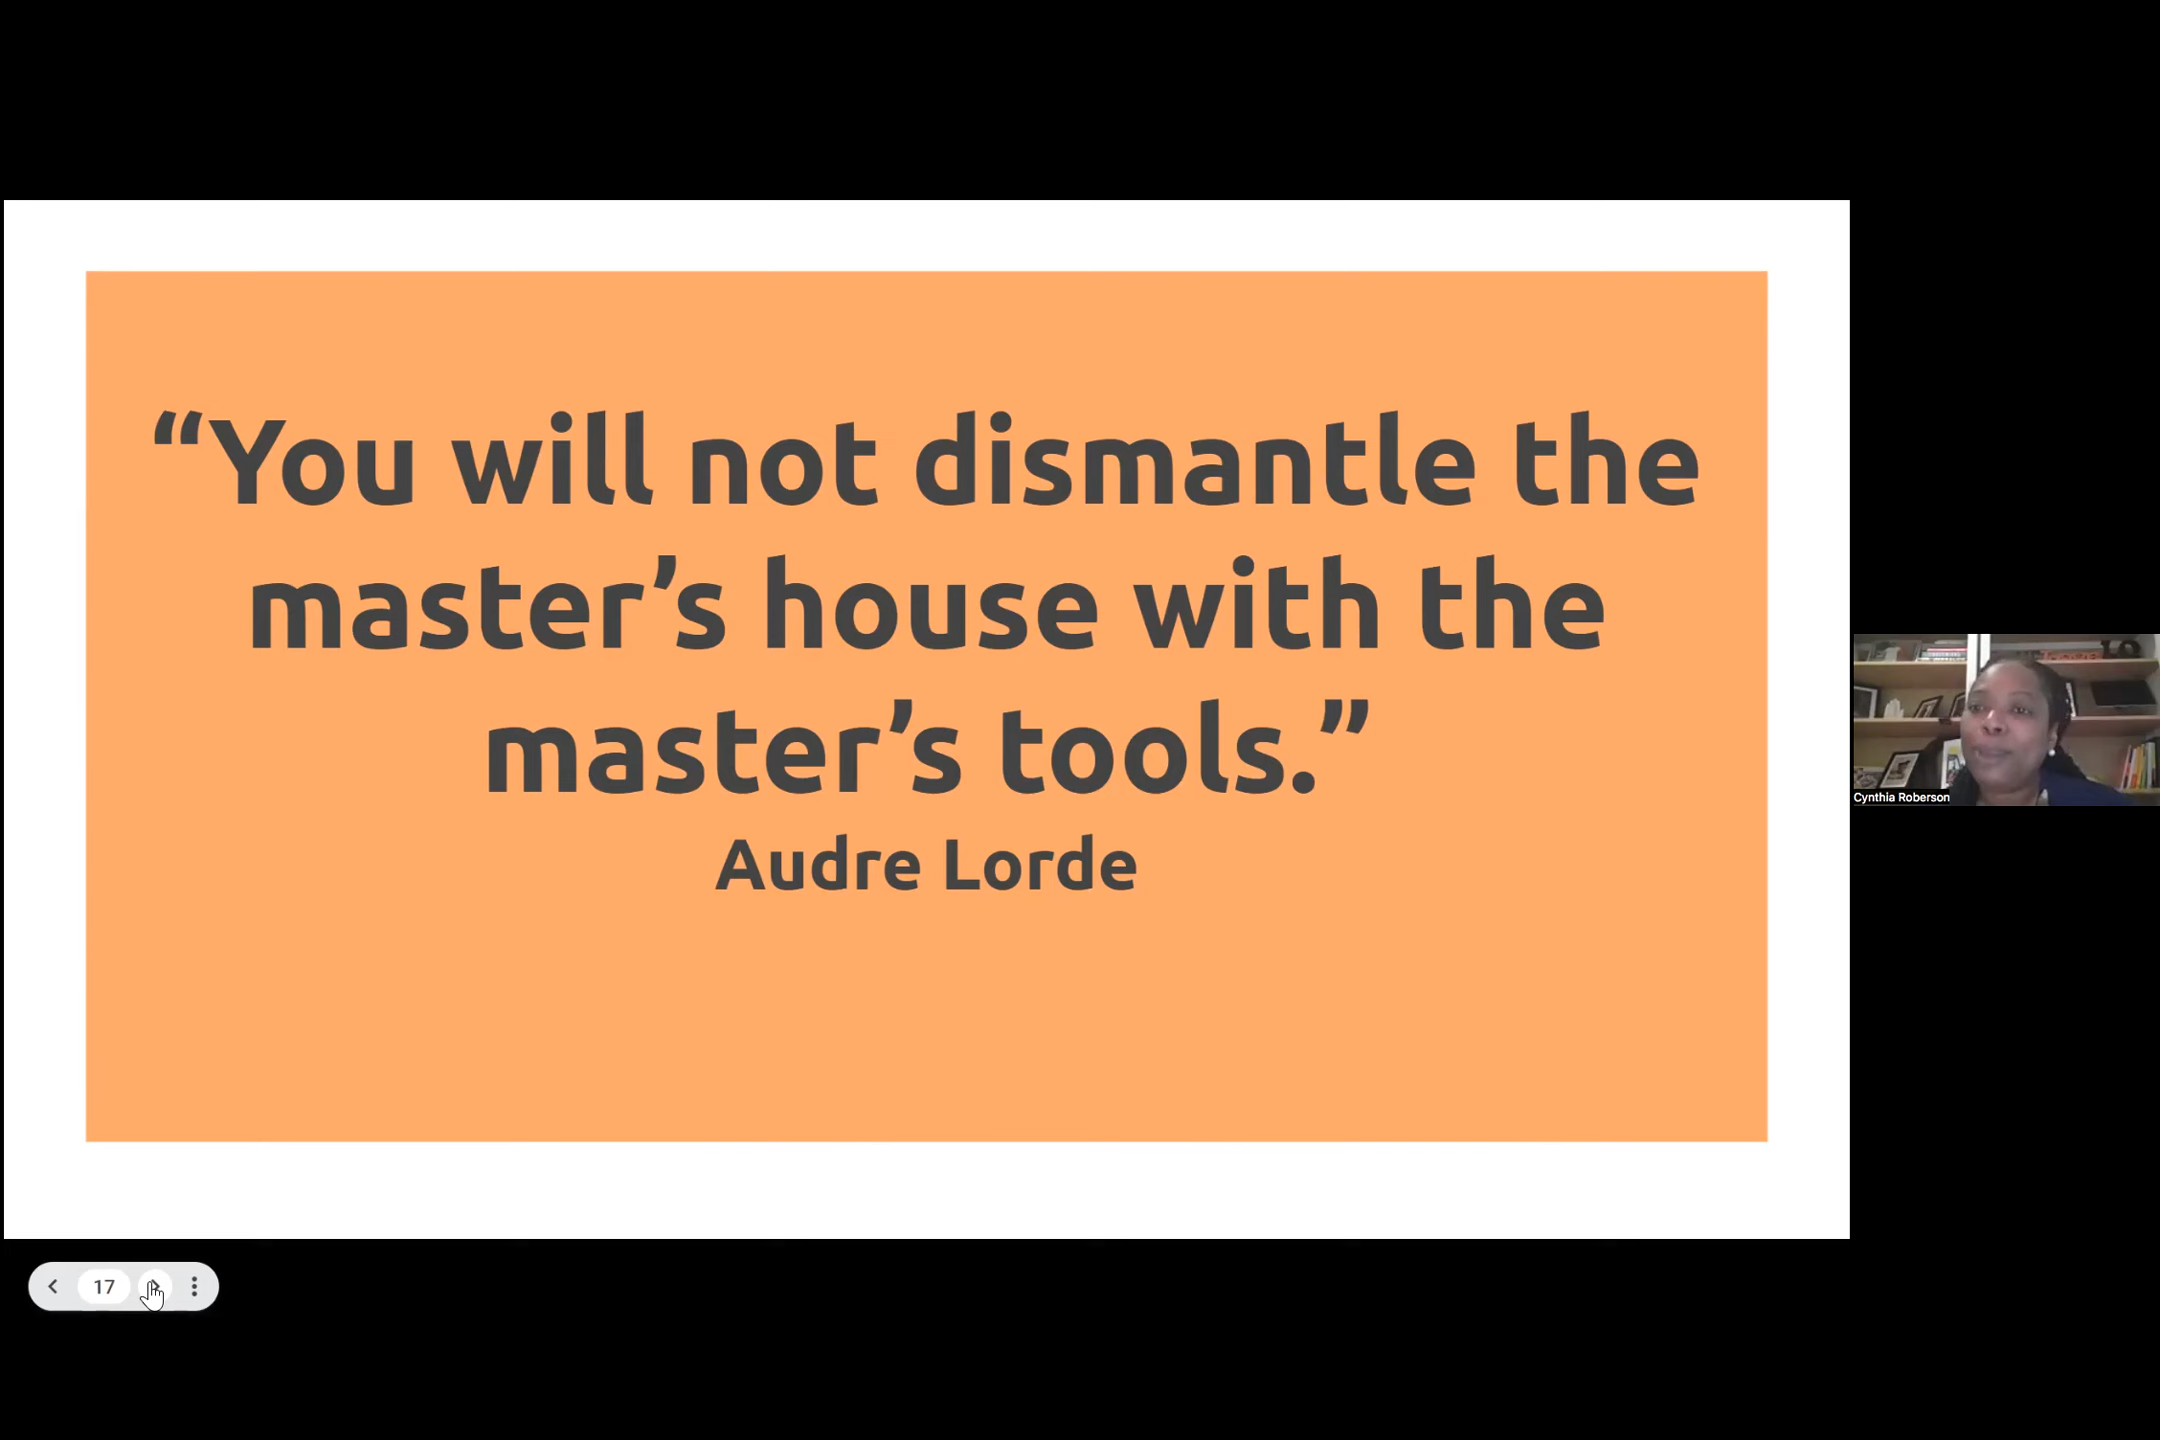 “You will not dismantle the
master’s house with the
master’s tools.”
Audre Lorde
Cynthia Roberson
17